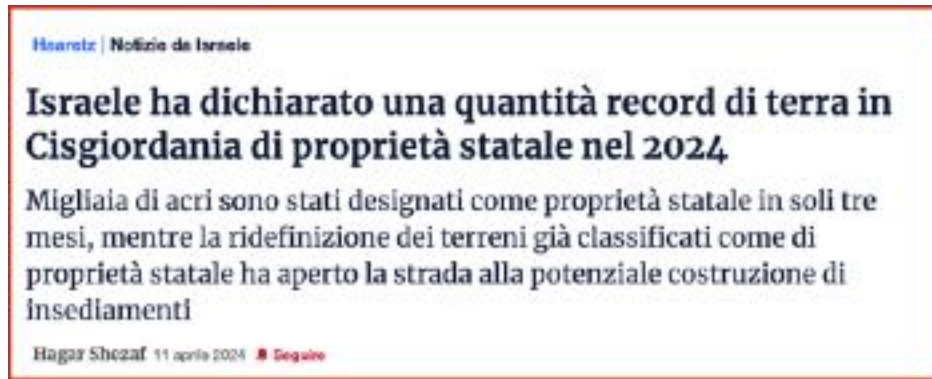 Haaretz | Notizie da Israele
Israele ha dichiarato una quantità record di terra in
Cisgiordania di proprietà statale nel 2024
Migliaia di acri sono stati designati come proprietà statale in soli tre
mesi, mentre la ridefinizione dei terreni già classificati come di
proprietà statale ha aperto la strada alla potenziale costruzione di
insediamenti
Hagar Shezaf 11 aprile 2024 Seguire